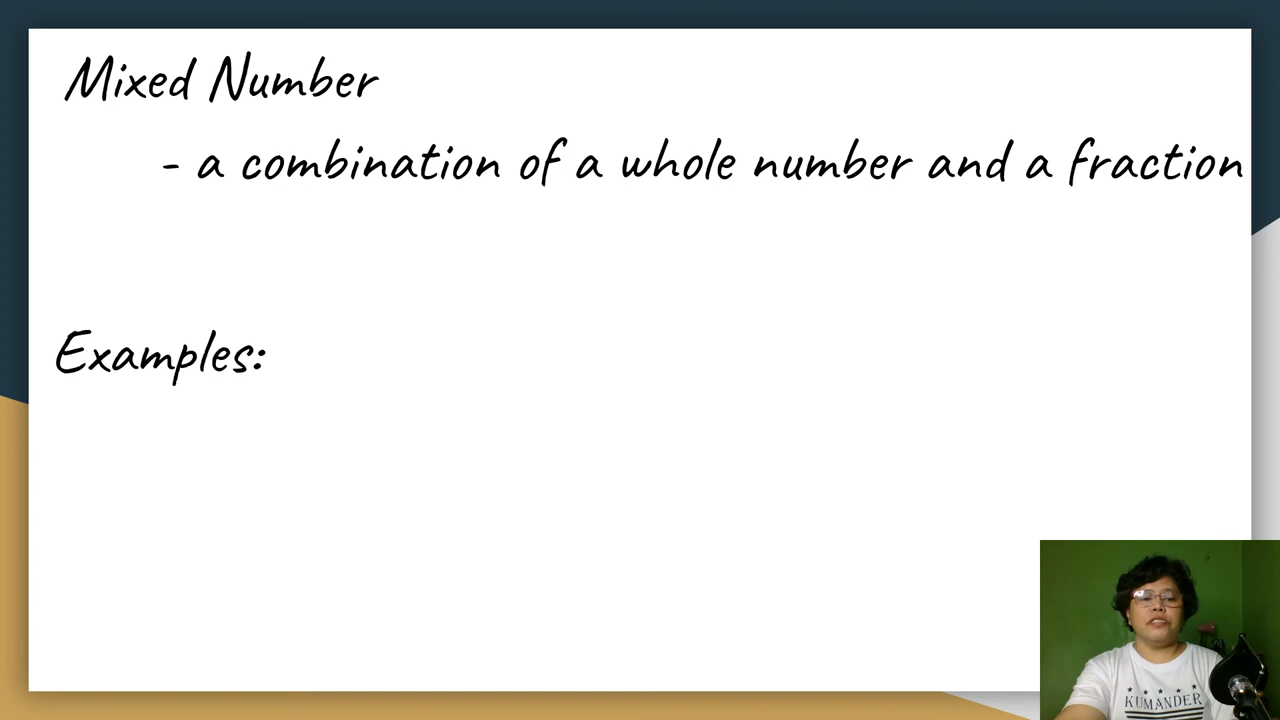 Mixed Number
- a combination of a whole number and a fraction
Examples:
KUMANDER